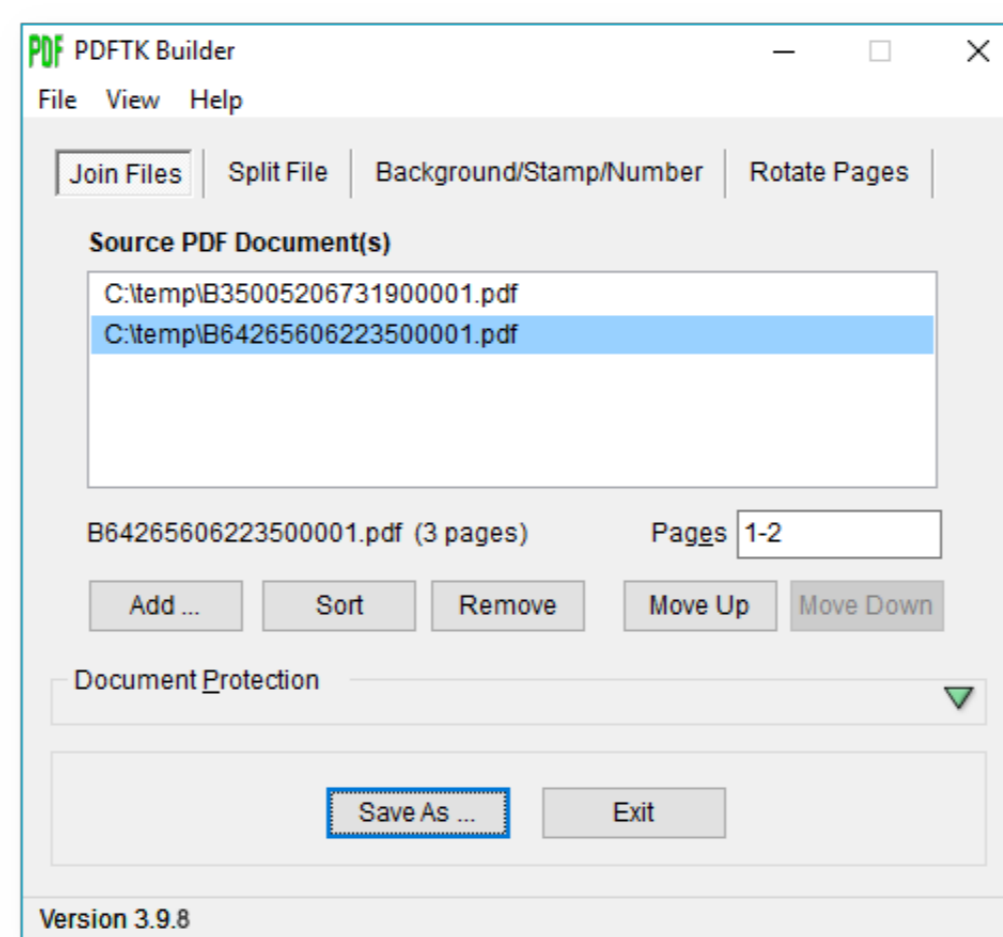 PDF PDFTK Builder
File View Help
Join Files Split File Background/Stamp/Number Rotate Pages
Source PDF Document(s)
C:\temp\B35005206731900001.pdf
C:\temp\B64265606223500001.pdf
B64265606223500001.pdf (3 pages) Pages 1-2
Add ... Sort Remove Move Up Move Down
Document Protection
Save As ... Exit
Version 3.9.8